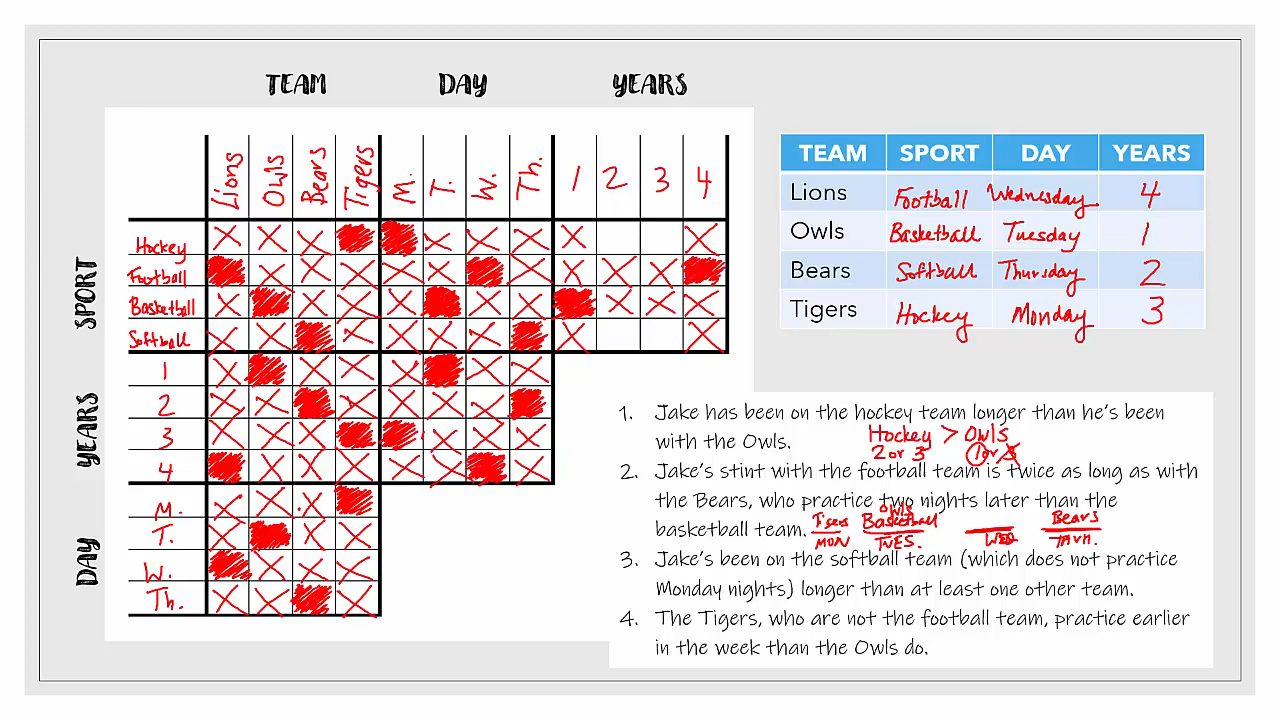 TEAM DAY YEARS
Lions Owls Bears Tigers M. T. W. Th. 1 2 3 4
SPORT
Hockey
Football
Basketball
Softball
YEARS
1
2
3
4
DAY
M.
T.
W.
Th.
TEAM SPORT DAY YEARS
Lions Football Wednesday 4
Owls Basketball Tuesday 1
Bears Softball Thursday 2
Tigers Hockey Monday 3
1. Jake has been on the hockey team longer than he's been
with the Owls. Hockey > Owls
2 or 3 1 or 3
2. Jake's stint with the football team is twice as long as with
the Bears, who practice two nights later than the
basketball team.
Owls
Tigers Basketball Bears
MON TUES. WED THUR.
3. Jake's been on the softball team (which does not practice
Monday nights) longer than at least one other team.
4. The Tigers, who are not the football team, practice earlier
in the week than the Owls do.